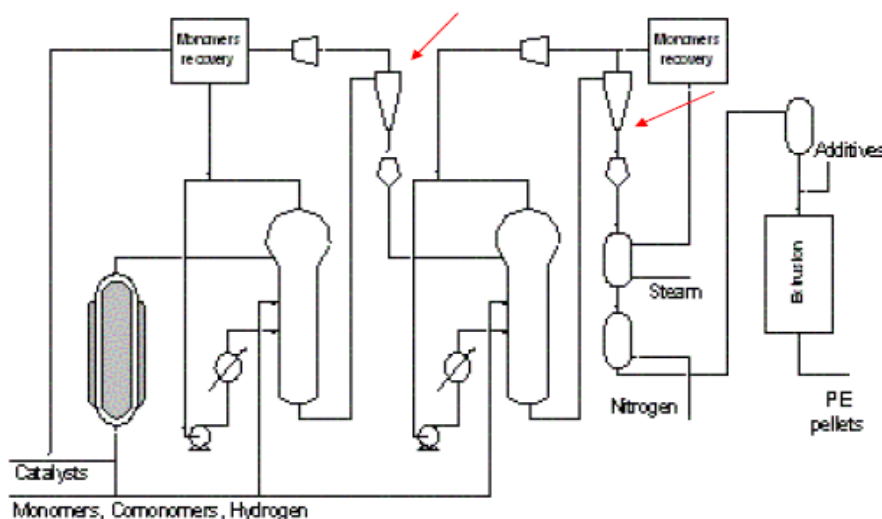 Monomers
recovery
Monomers
recovery
Additives
Extrusion
Steam
Nitrogen
PE
pellets
Catalysts
Monomers, Comonomers, Hydrogen